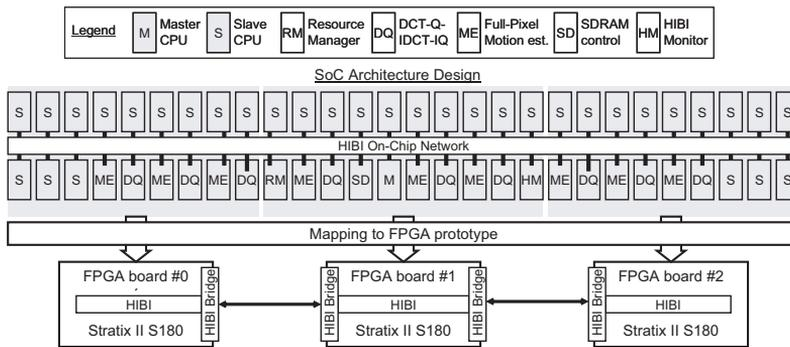 Legend
M Master CPU
S Slave CPU
RM Resource Manager
DQ DCT-Q-IDCT-IQ
ME Full-Pixel Motion est.
SD SDRAM control
HM HIBI Monitor
SoC Architecture Design
S S S S S S S S S S S S S S S S S S S S S S S S S S S S
HIBI On-Chip Network
S S S ME DQ ME DQ ME DQ RM ME DQ SD M ME DQ ME DQ HM ME DQ ME DQ ME DQ S S S
Mapping to FPGA prototype
FPGA board #0
HIBI
Stratix II S180
HIBI Bridge
HIBI Bridge
FPGA board #1
HIBI
Stratix II S180
HIBI Bridge
HIBI Bridge
FPGA board #2
HIBI
Stratix II S180